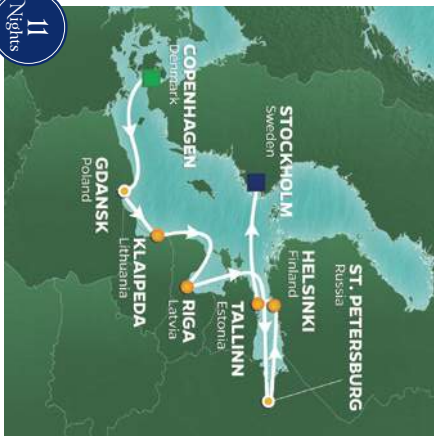 11
Nights
COPENHAGEN
Denmark
STOCKHOLM
Sweden
HELSINKI
Finland
ST. PETERSBURG
Russia
GDANSK
Poland
KLAIPEDA
Lithuania
RIGA
Latvia
TALLINN
Estonia